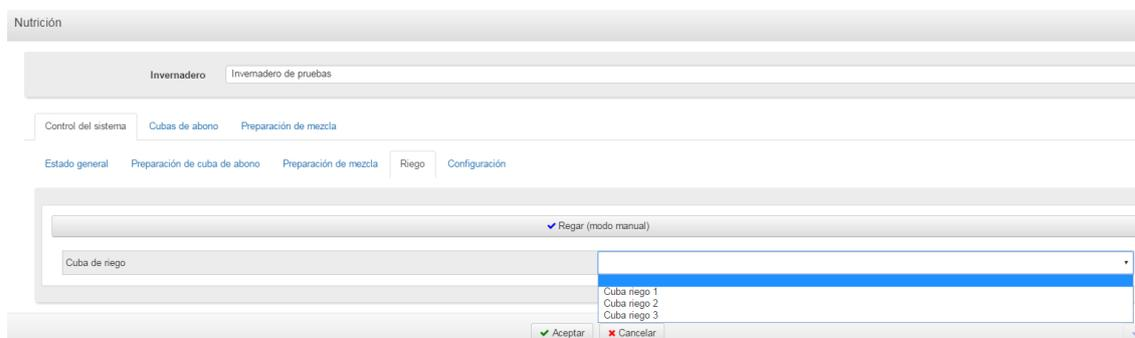 Nutrición
Invernadero Invernadero de pruebas
Control del sistema Cubas de abono Preparación de mezcla
Estado general Preparación de cuba de abono Preparación de mezcla Riego Configuración
Regar (modo manual)
Cuba de riego
Cuba riego 1
Cuba riego 2
Cuba riego 3
Aceptar Cancelar